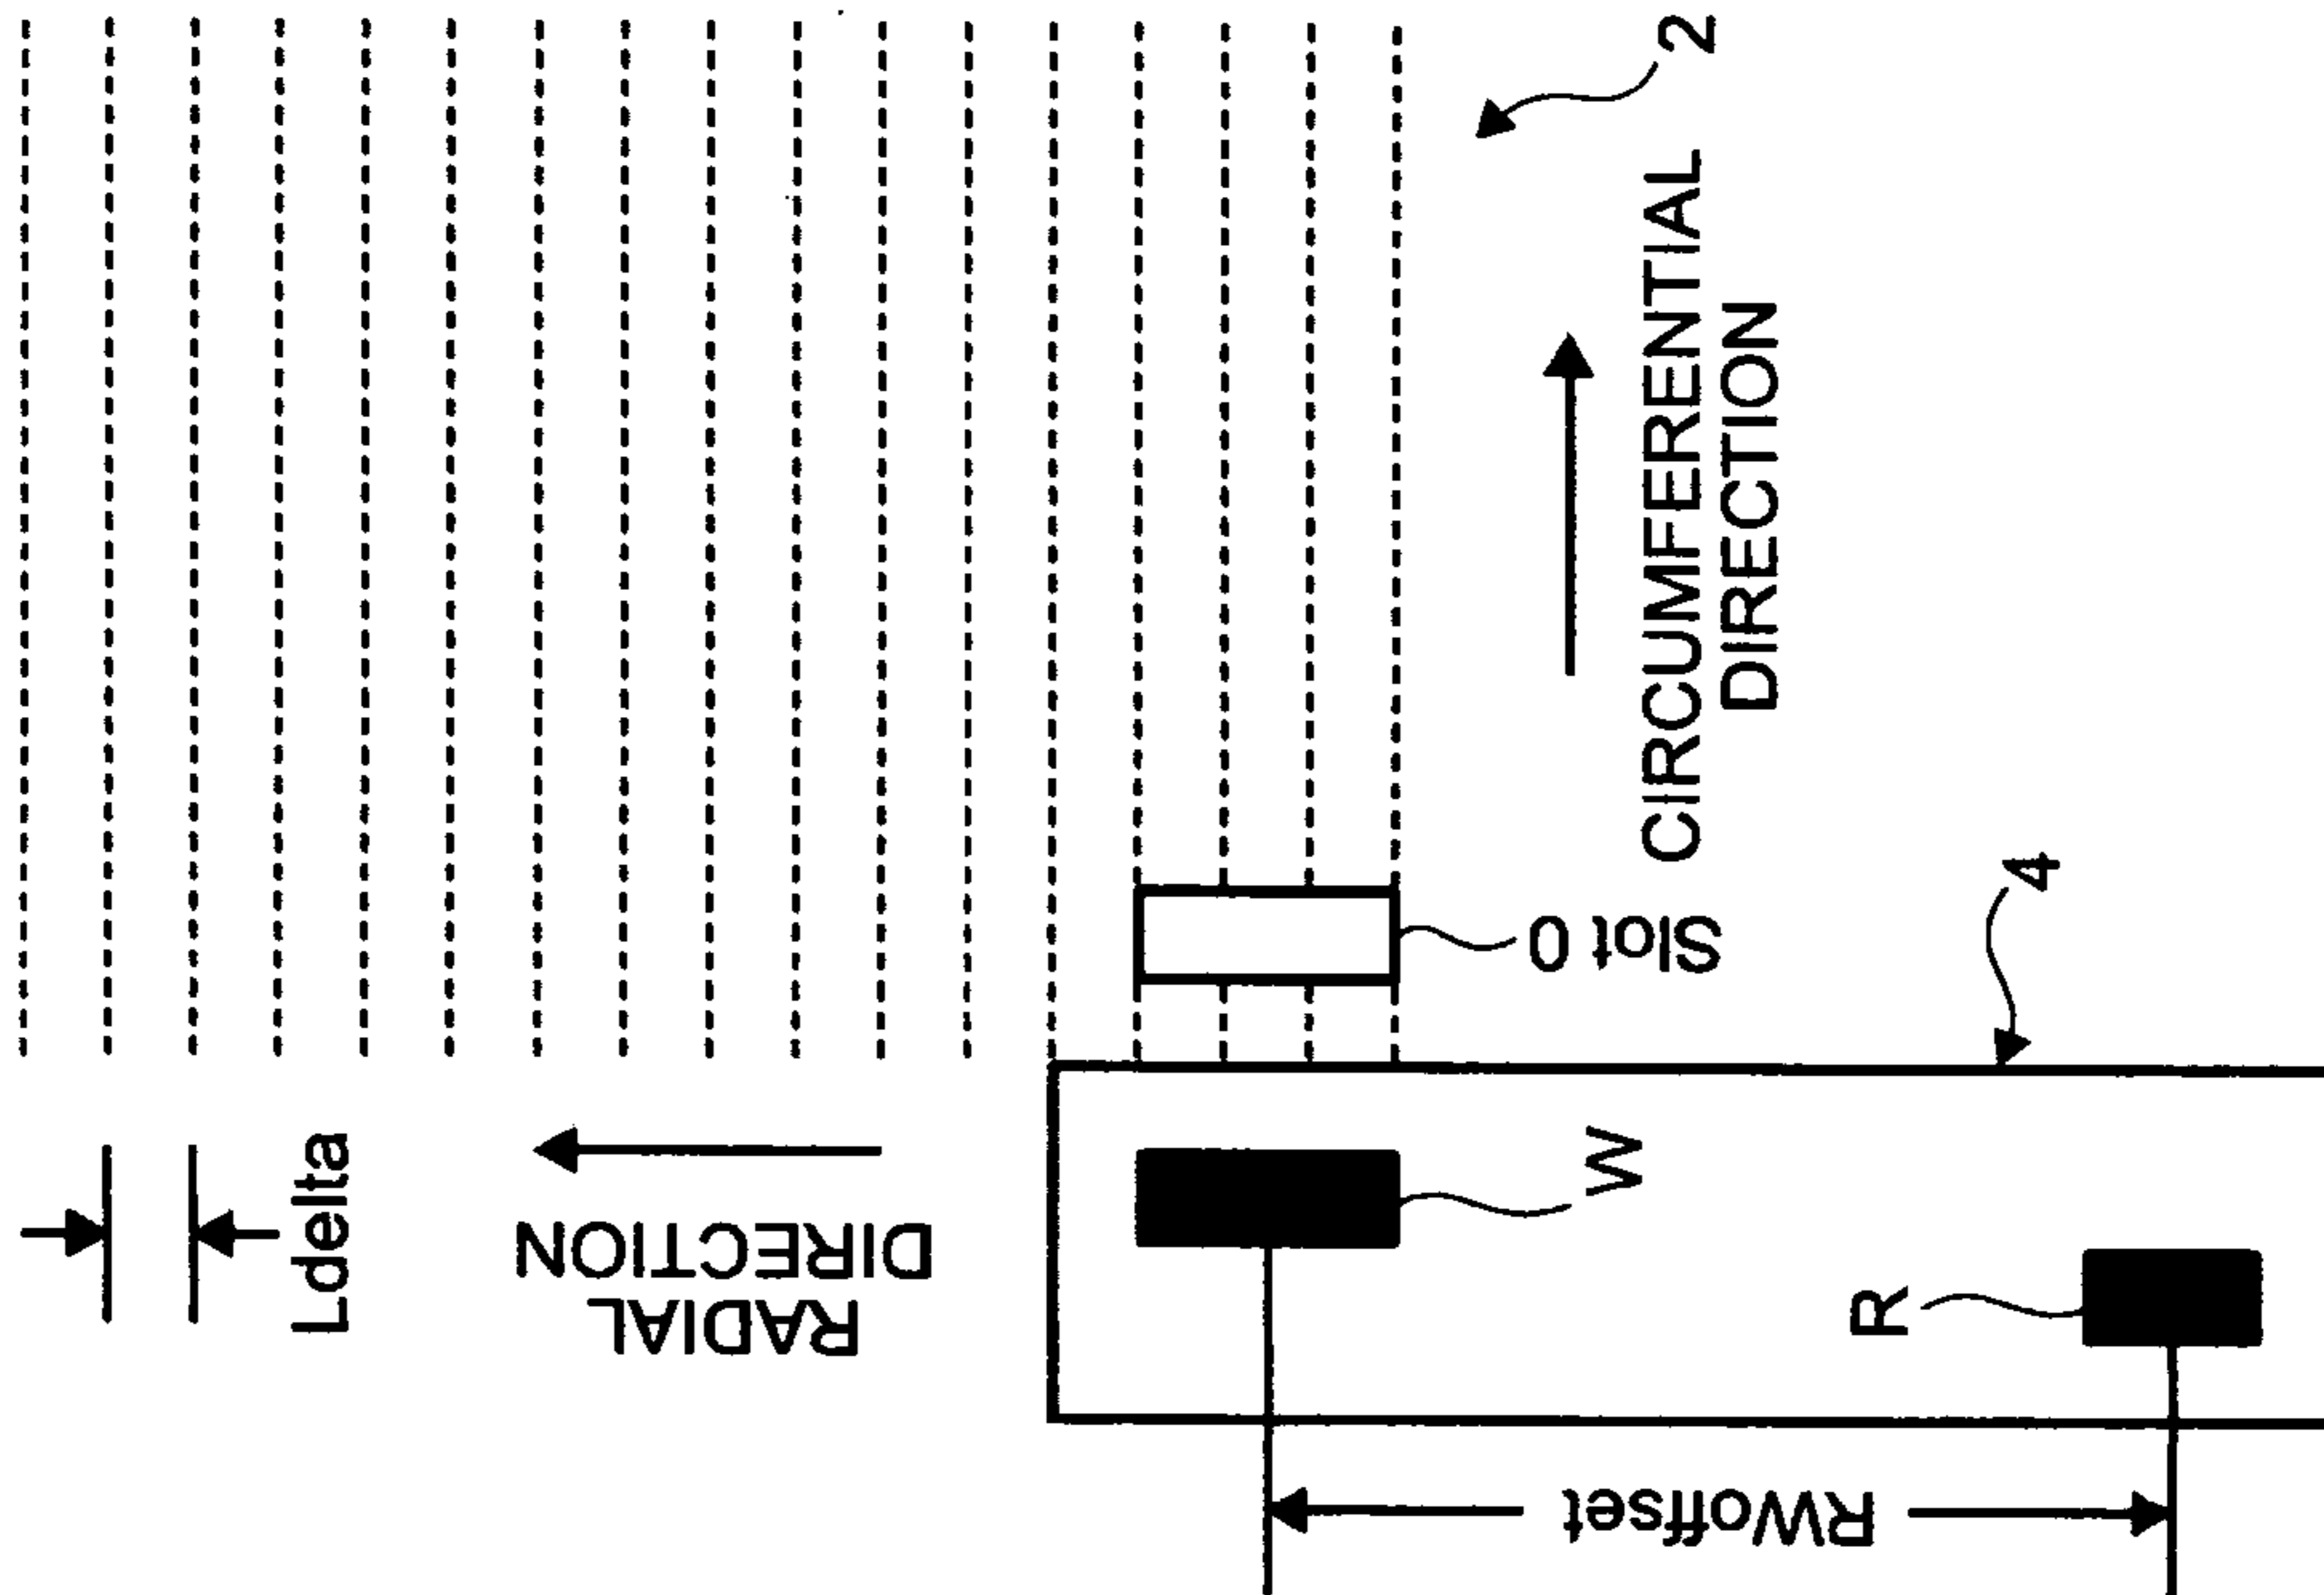 2
CIRCUMFERENTIAL
DIRECTION
Slot 0
4
Ldelta
RADIAL
DIRECTION
W
R
RWoffset